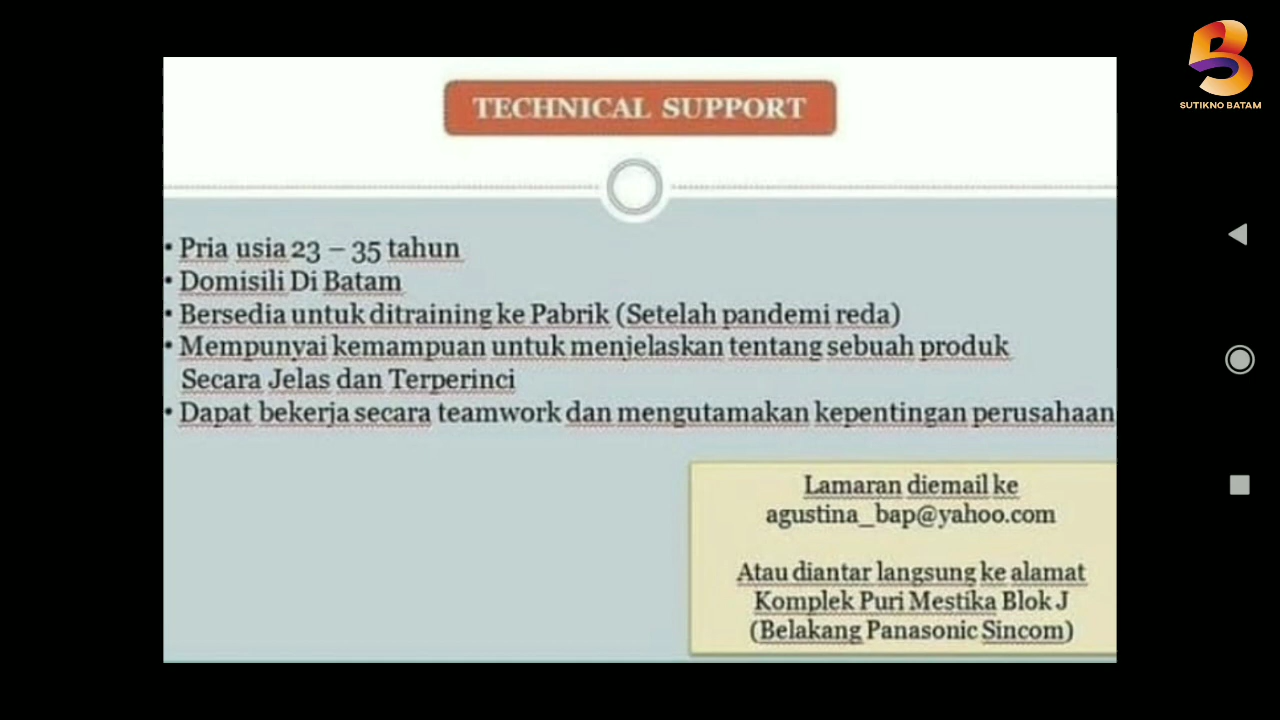 SUTIKNO BATAM
TECHNICAL SUPPORT
• Pria usia 23 – 35 tahun
• Domisili Di Batam
• Bersedia untuk ditraining ke Pabrik (Setelah pandemi reda)
• Mempunyai kemampuan untuk menjelaskan tentang sebuah produk
Secara Jelas dan Terperinci
• Dapat bekerja secara teamwork dan mengutamakan kepentingan perusahaan
Lamaran diemail ke
agustina_bap@yahoo.com
Atau diantar langsung ke alamat
Komplek Puri Mestika Blok J
(Belakang Panasonic Sincom)